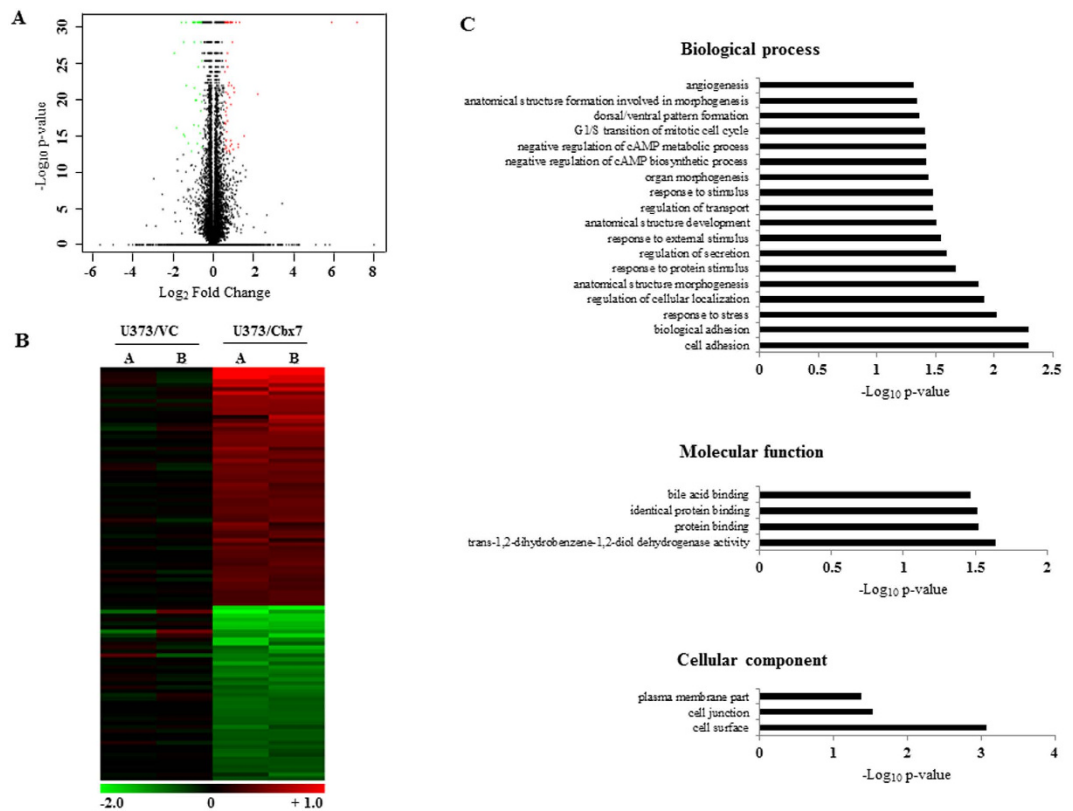 A
-Log10 p-value
30
25
20
15
10
5
0
-6 -4 -2 0 2 4 6 8
Log2 Fold Change
B
U373/VC U373/Cbx7
A B A B
-2.0 0 + 1.0
C
Biological process
angiogenesis
anatomical structure formation involved in morphogenesis
dorsal/ventral pattern formation
G1/S transition of mitotic cell cycle
negative regulation of cAMP metabolic process
negative regulation of cAMP biosynthetic process
organ morphogenesis
response to stimulus
regulation of transport
anatomical structure development
response to external stimulus
regulation of secretion
response to protein stimulus
anatomical structure morphogenesis
regulation of cellular localization
response to stress
biological adhesion
cell adhesion
0 0.5 1 1.5 2 2.5
-Log10 p-value
Molecular function
bile acid binding
identical protein binding
protein binding
trans-1,2-dihydrobenzene-1,2-diol dehydrogenase activity
0 0.5 1 1.5 2
-Log10 p-value
Cellular component
plasma membrane part
cell junction
cell surface
0 1 2 3 4
-Log10 p-value